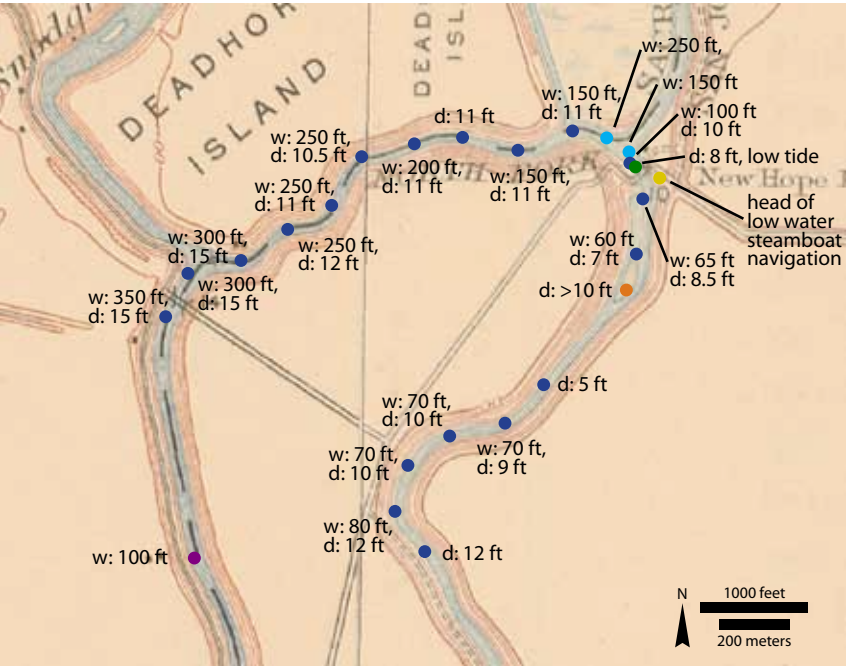 DEADHOR
ISLAND
DEAD
ISL
NORTH FORK
New Hope
w: 250 ft,
w: 150 ft
w: 100 ft
d: 10 ft
d: 8 ft, low tide
head of
low water
steamboat
navigation
w: 150 ft,
d: 11 ft
d: 11 ft
w: 250 ft,
d: 10.5 ft
w: 200 ft,
d: 11 ft
w: 150 ft,
d: 11 ft
w: 250 ft,
d: 11 ft
w: 250 ft,
d: 12 ft
w: 300 ft,
d: 15 ft
w: 300 ft,
d: 15 ft
w: 350 ft,
d: 15 ft
w: 60 ft
d: 7 ft
w: 65 ft
d: 8.5 ft
d: >10 ft
d: 5 ft
w: 70 ft,
d: 10 ft
w: 70 ft,
d: 9 ft
w: 70 ft,
d: 10 ft
w: 80 ft,
d: 12 ft
d: 12 ft
w: 100 ft
N
1000 feet
200 meters